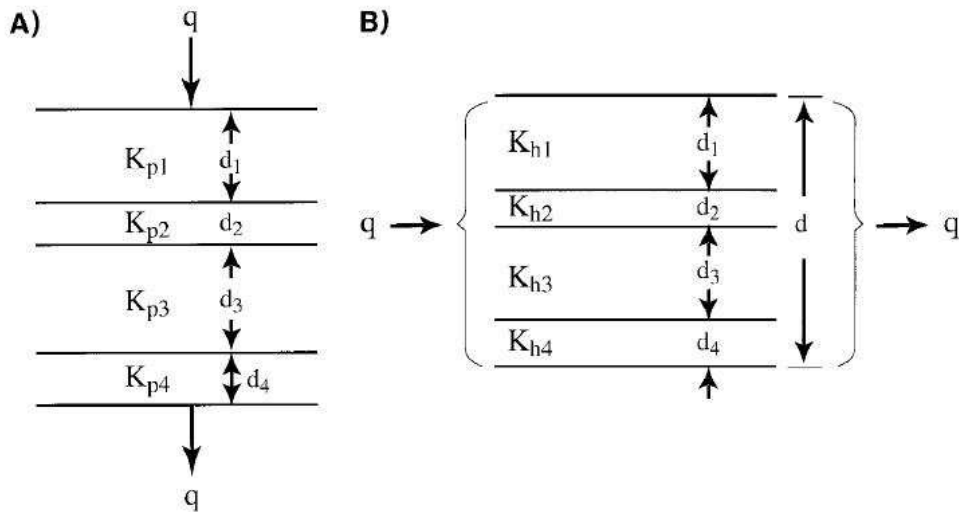 A)
q
K_p1 d_1
K_p2 d_2
K_p3 d_3
K_p4 d_4
q
B)
K_h1 d_1
q K_h2 d_2 d q
K_h3 d_3
K_h4 d_4